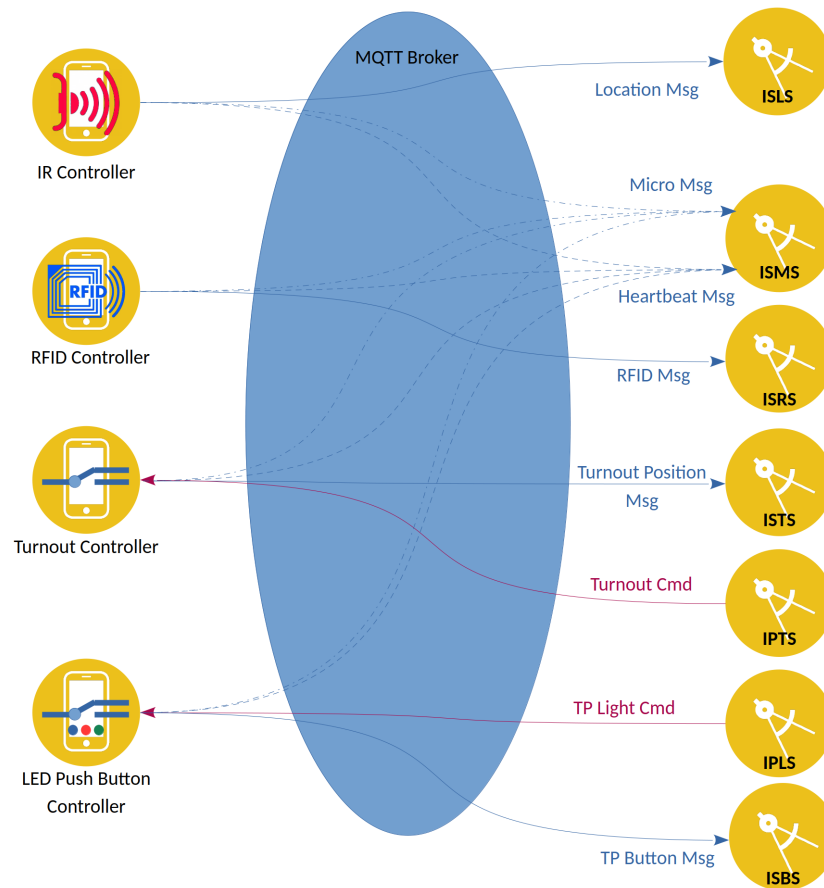 MQTT Broker
Location Msg
ISLS
IR Controller
Micro Msg
ISMS
Heartbeat Msg
RFID
RFID Controller
RFID Msg
ISRS
Turnout Position
Msg
ISTS
Turnout Controller
Turnout Cmd
IPTS
TP Light Cmd
IPLS
LED Push Button
Controller
TP Button Msg
ISBS